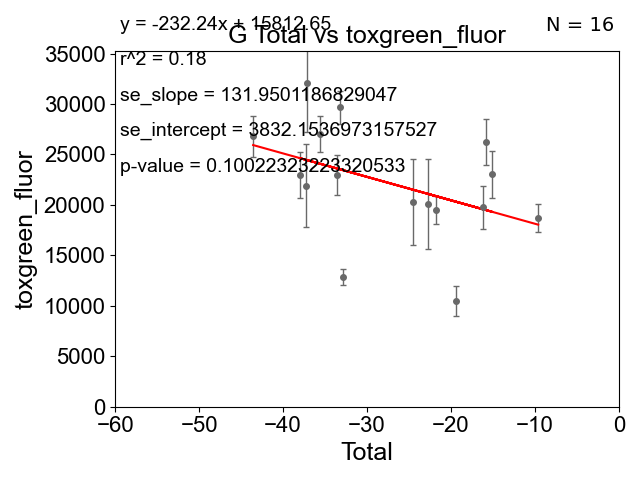 y = -232.24x + 15812.65
N = 16
G Total vs toxgreen_fluor
r^2 = 0.18
se_slope = 131.9501186829047
se_intercept = 3832.1536973157527
p-value = 0.10022323223320533
35000
30000
25000
20000
15000
10000
5000
0
toxgreen_fluor
−60
−50
−40
−30
−20
−10
0
Total